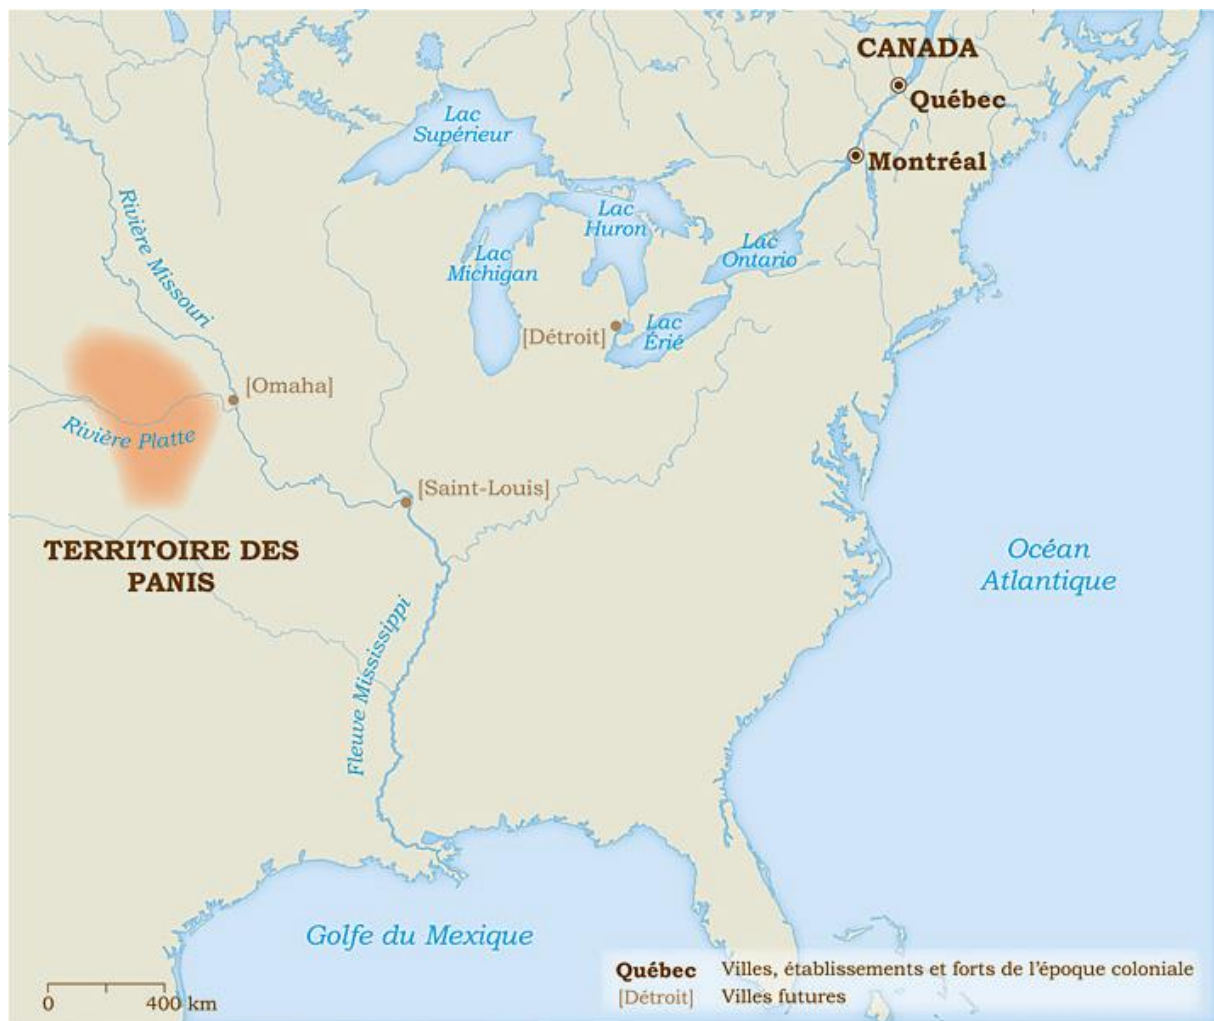 CANADA
Québec
Montréal
Lac
Supérieur
Lac
Huron
Lac
Michigan
Lac
Ontario
[Détroit]
Lac
Érié
Rivière Missouri
[Omaha]
Rivière Platte
[Saint-Louis]
TERRITOIRE DES
PANIS
Océan
Atlantique
Fleuve Mississippi
Golfe du Mexique
0 400 km
Québec Villes, établissements et forts de l'époque coloniale
[Détroit] Villes futures